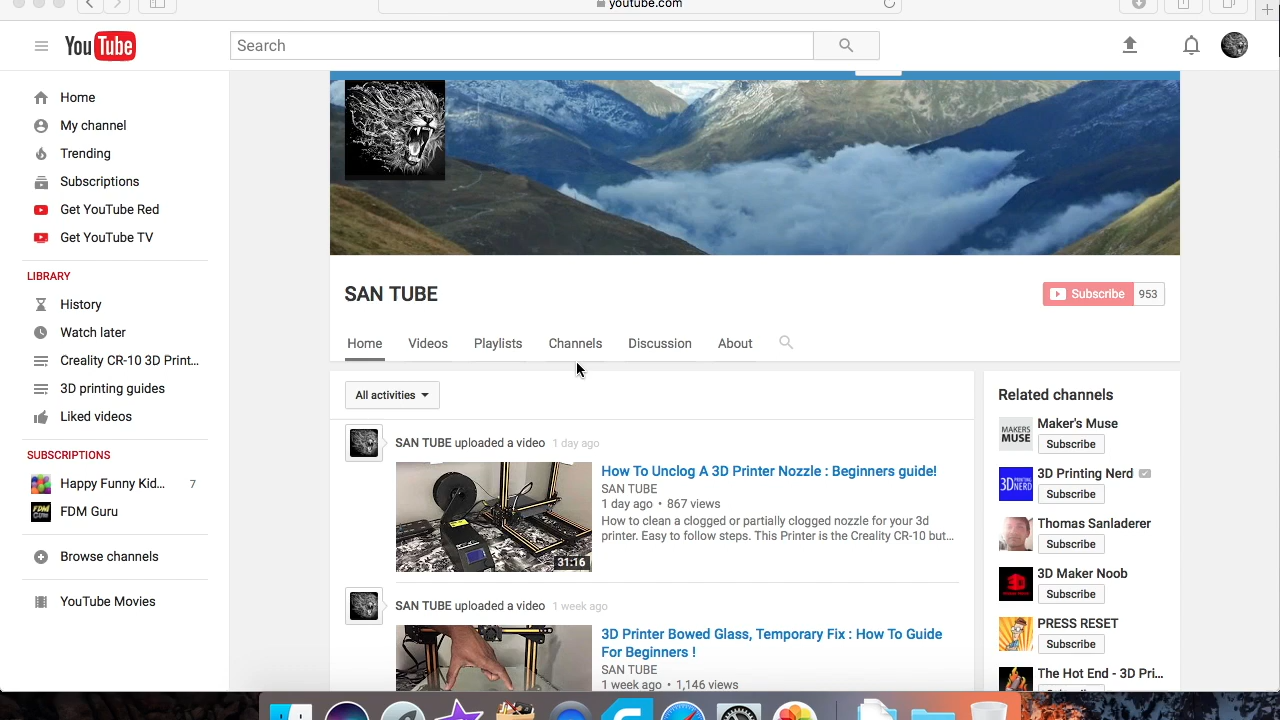 youtube.com
YouTube
Search
Home
My channel
Trending
Subscriptions
Get YouTube Red
Get YouTube TV
LIBRARY
History
Watch later
Creality CR-10 3D Print...
3D printing guides
Liked videos
SUBSCRIPTIONS
Happy Funny Kid... 7
FDM Guru
Browse channels
YouTube Movies
SAN TUBE
Subscribe 953
Home Videos Playlists Channels Discussion About
All activities
SAN TUBE uploaded a video 1 day ago
How To Unclog A 3D Printer Nozzle : Beginners guide!
SAN TUBE
1 day ago • 867 views
How to clean a clogged or partially clogged nozzle for your 3d
printer. Easy to follow steps. This Printer is the Creality CR-10 but...
31:16
SAN TUBE uploaded a video 1 week ago
3D Printer Bowed Glass, Temporary Fix : How To Guide
For Beginners !
SAN TUBE
1 week ago • 1,146 views
Related channels
MAKERS
MUSE
Maker's Muse
Subscribe
3D Printing Nerd
Subscribe
Thomas Sanladerer
Subscribe
3D Maker Noob
Subscribe
PRESS RESET
Subscribe
The Hot End - 3D Pri...